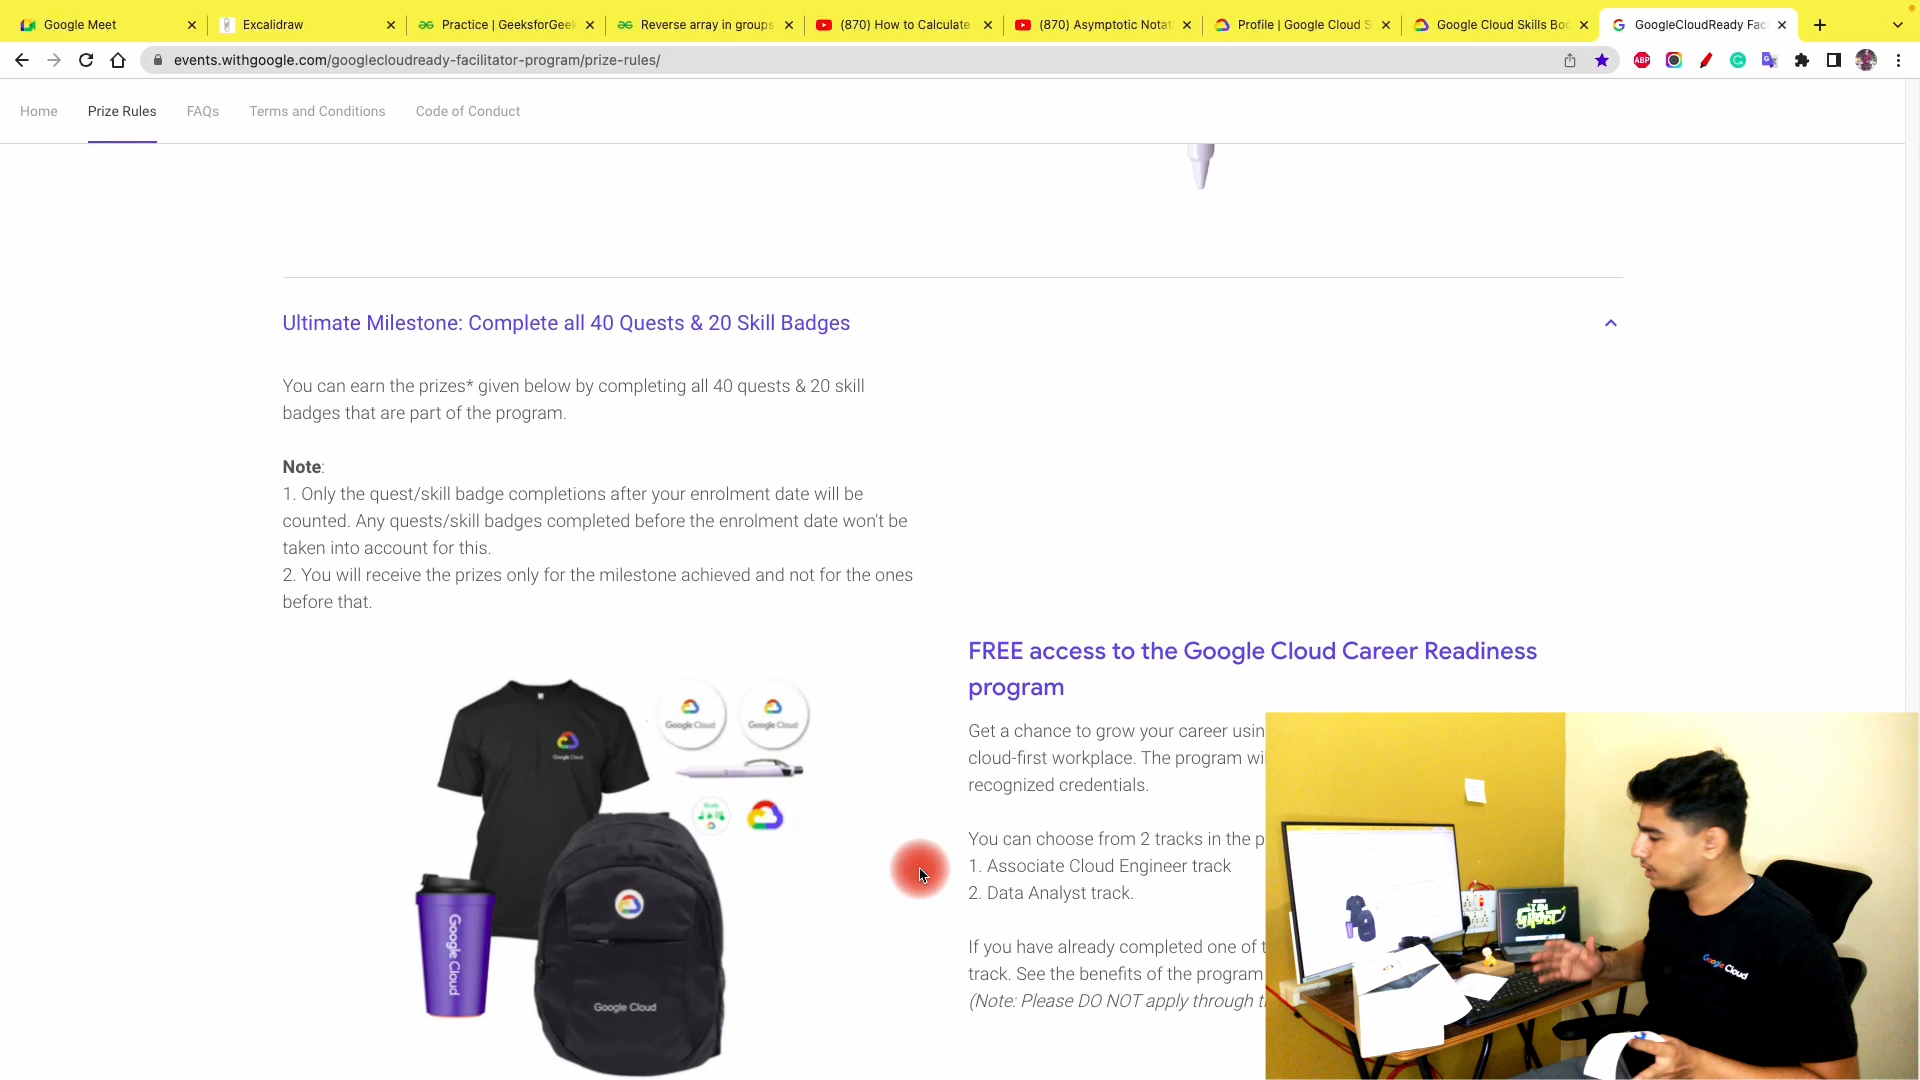 Google Meet
Excalidraw
Practice | GeeksforGeek
Reverse array in groups
(870) How to Calculate
(870) Asymptotic Notat
Profile | Google Cloud S
Google Cloud Skills Boo
GoogleCloudReady Fac
events.withgoogle.com/googlecloudready-facilitator-program/prize-rules/
ABP
Home
Prize Rules
FAQs
Terms and Conditions
Code of Conduct
Ultimate Milestone: Complete all 40 Quests & 20 Skill Badges
You can earn the prizes* given below by completing all 40 quests & 20 skill
badges that are part of the program.
Note:
1. Only the quest/skill badge completions after your enrolment date will be
counted. Any quests/skill badges completed before the enrolment date won't be
taken into account for this.
2. You will receive the prizes only for the milestone achieved and not for the ones
before that.
Google Cloud
Google Cloud
Google Cloud
Google Cloud
Google Cloud
FREE access to the Google Cloud Career Readiness
program
Get a chance to grow your career usin
cloud-first workplace. The program wi
recognized credentials.
You can choose from 2 tracks in the p
1. Associate Cloud Engineer track
2. Data Analyst track.
If you have already completed one of t
track. See the benefits of the program
(Note: Please DO NOT apply through t
Google Cloud